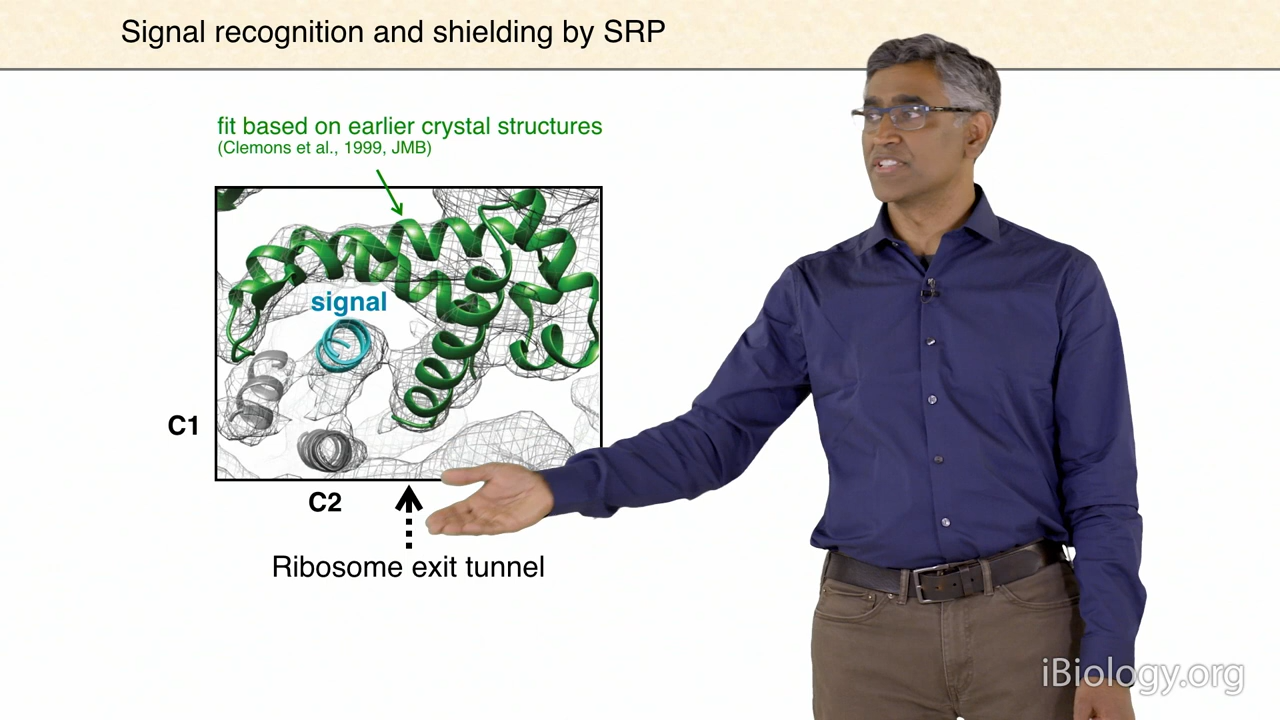 Signal recognition and shielding by SRP
fit based on earlier crystal structures
(Clemons et al., 1999, JMB)
signal
C1
C2
Ribosome exit tunnel
iBiology.org